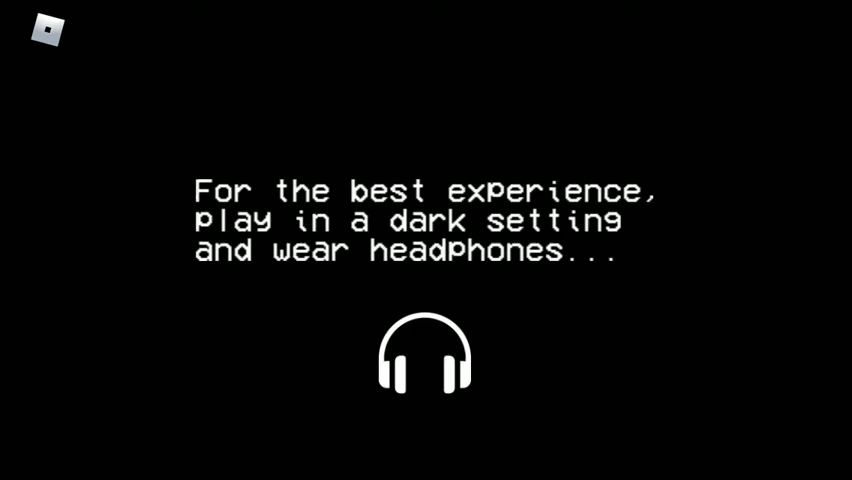 For the best experience,
play in a dark setting
and wear headphones...